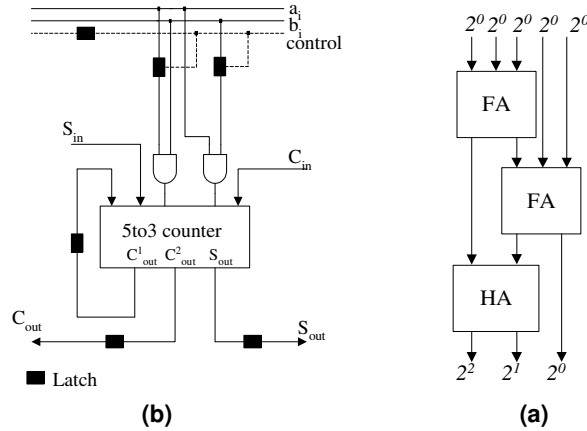 a_i
b_i
control
S_in
C_in
5to3 counter
C^1_out C^2_out S_out
C_out
S_out
Latch
(b)
2^0 2^0 2^0 2^0 2^0
FA
FA
HA
2^2 2^1 2^0
(a)